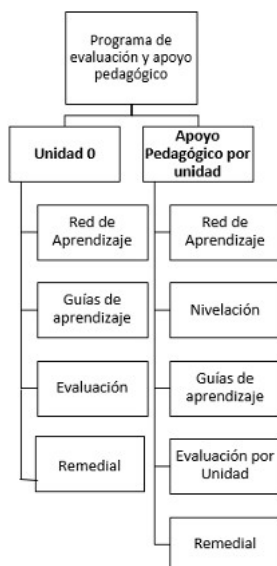 Programa de
evaluación y apoyo
pedagógico
Unidad 0
Red de
Aprendizaje
Guías de
aprendizaje
Evaluación
Remedial
Apoyo
Pedagógico por
unidad
Red de
Aprendizaje
Nivelación
Guías de
aprendizaje
Evaluación por
Unidad
Remedial